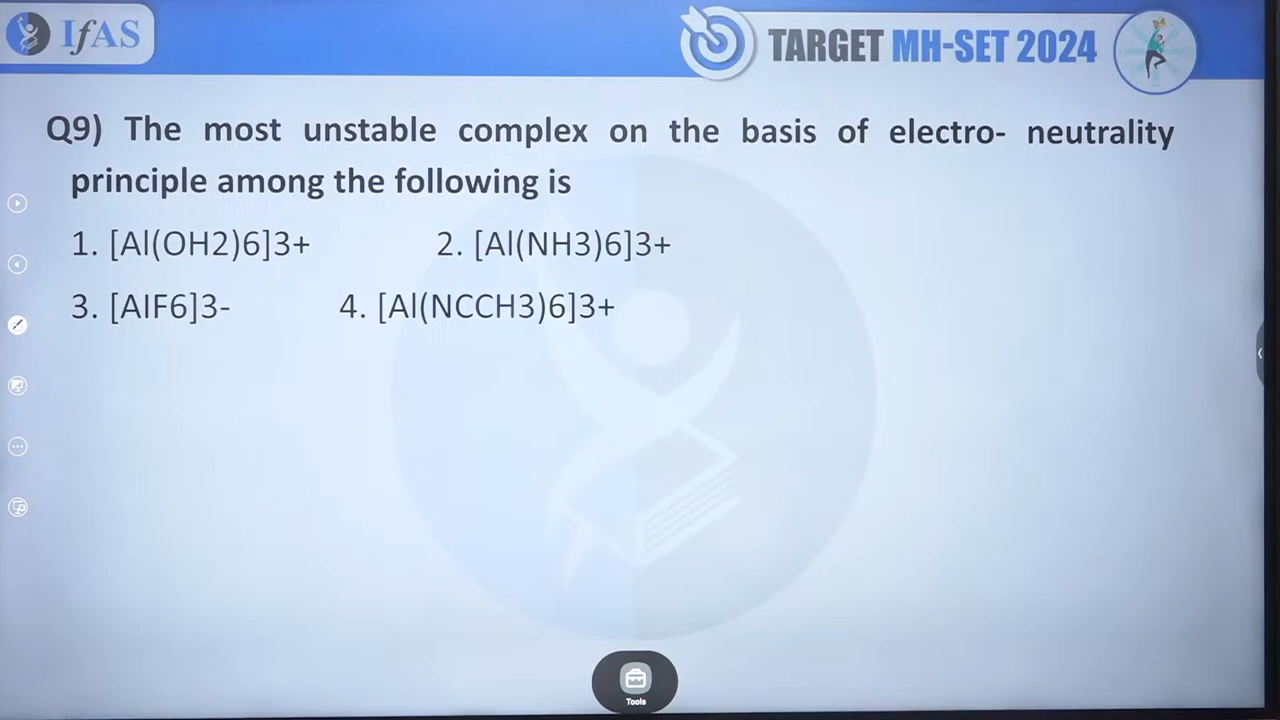 IfAS
TARGET MH-SET 2024
Q9) The most unstable complex on the basis of electro- neutrality
principle among the following is
1. [Al(OH2)6]3+ 2. [Al(NH3)6]3+
3. [AIF6]3- 4. [Al(NCCH3)6]3+
Tools